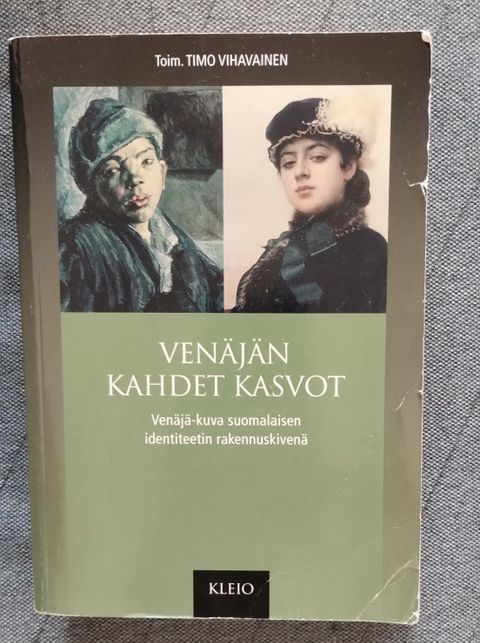 Toim. TIMO VIHAVAINEN
VENÄJÄN
KAHDET KASVOT
Venäjä-kuva suomalaisen
identiteetin rakennuskivenä
KLEIO